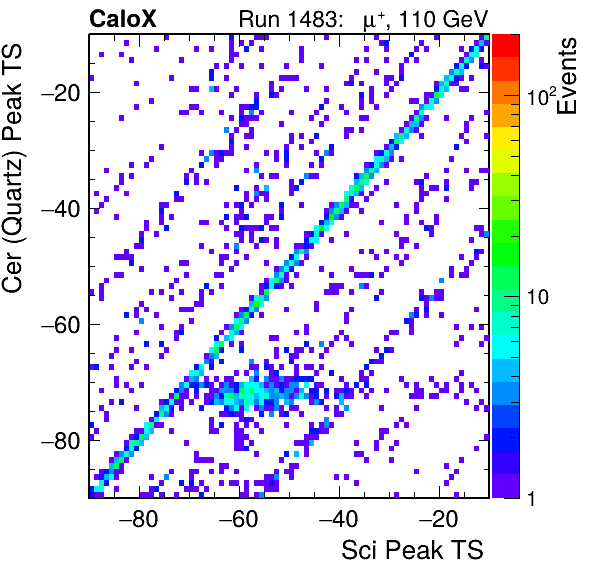 CaloX Run 1483: μ⁺, 110 GeV
Cer (Quartz) Peak TS
−20
−40
−60
−80
−80 −60 −40 −20
Sci Peak TS
Events
10²
10
1